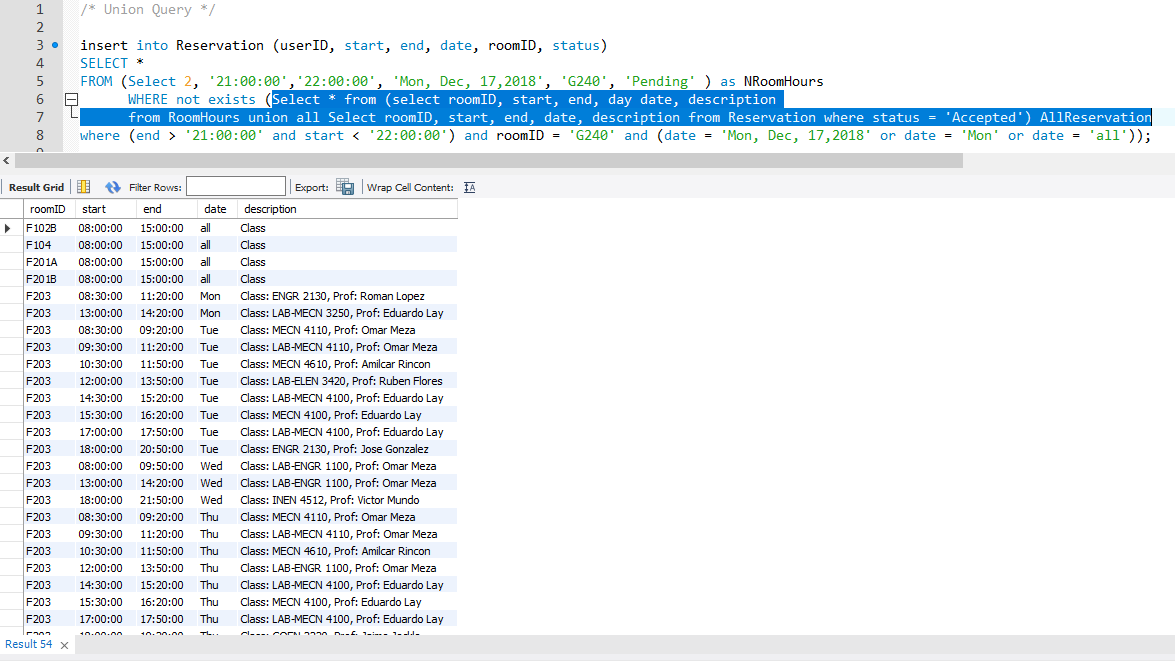 1 /* Union Query */
2
3 insert into Reservation (userID, start, end, date, roomID, status)
4 SELECT *
5 FROM (Select 2, '21:00:00','22:00:00', 'Mon, Dec, 17,2018', 'G240', 'Pending' ) as NRoomHours
6 WHERE not exists (Select * from (select roomID, start, end, day date, description
7 from RoomHours union all Select roomID, start, end, date, description from Reservation where status = 'Accepted') AllReservation
8 where (end > '21:00:00' and start < '22:00:00') and roomID = 'G240' and (date = 'Mon, Dec, 17,2018' or date = 'Mon' or date = 'all'));
Result Grid Filter Rows: Export: Wrap Cell Content:
roomID start end date description
F102B 08:00:00 15:00:00 all Class
F104 08:00:00 15:00:00 all Class
F201A 08:00:00 15:00:00 all Class
F201B 08:00:00 15:00:00 all Class
F203 08:30:00 11:20:00 Mon Class: ENGR 2130, Prof: Roman Lopez
F203 13:00:00 14:20:00 Mon Class: LAB-MECN 3250, Prof: Eduardo Lay
F203 08:30:00 09:20:00 Tue Class: MECN 4110, Prof: Omar Meza
F203 09:30:00 11:20:00 Tue Class: LAB-MECN 4110, Prof: Omar Meza
F203 10:30:00 11:50:00 Tue Class: MECN 4610, Prof: Amilcar Rincon
F203 12:00:00 13:50:00 Tue Class: LAB-ELEN 3420, Prof: Ruben Flores
F203 14:30:00 15:20:00 Tue Class: LAB-MECN 4100, Prof: Eduardo Lay
F203 15:30:00 16:20:00 Tue Class: MECN 4100, Prof: Eduardo Lay
F203 17:00:00 17:50:00 Tue Class: LAB-MECN 4100, Prof: Eduardo Lay
F203 18:00:00 20:50:00 Tue Class: ENGR 2130, Prof: Jose Gonzalez
F203 08:00:00 09:50:00 Wed Class: LAB-ENGR 1100, Prof: Omar Meza
F203 13:00:00 14:20:00 Wed Class: LAB-ENGR 1100, Prof: Omar Meza
F203 18:00:00 21:50:00 Wed Class: INEN 4512, Prof: Victor Mundo
F203 08:30:00 09:20:00 Thu Class: MECN 4110, Prof: Omar Meza
F203 09:30:00 11:20:00 Thu Class: LAB-MECN 4110, Prof: Omar Meza
F203 10:30:00 11:50:00 Thu Class: MECN 4610, Prof: Amilcar Rincon
F203 12:00:00 13:50:00 Thu Class: LAB-ENGR 1100, Prof: Omar Meza
F203 14:30:00 15:20:00 Thu Class: LAB-MECN 4100, Prof: Eduardo Lay
F203 15:30:00 16:20:00 Thu Class: MECN 4100, Prof: Eduardo Lay
F203 17:00:00 17:50:00 Thu Class: LAB-MECN 4100, Prof: Eduardo Lay
Result 54